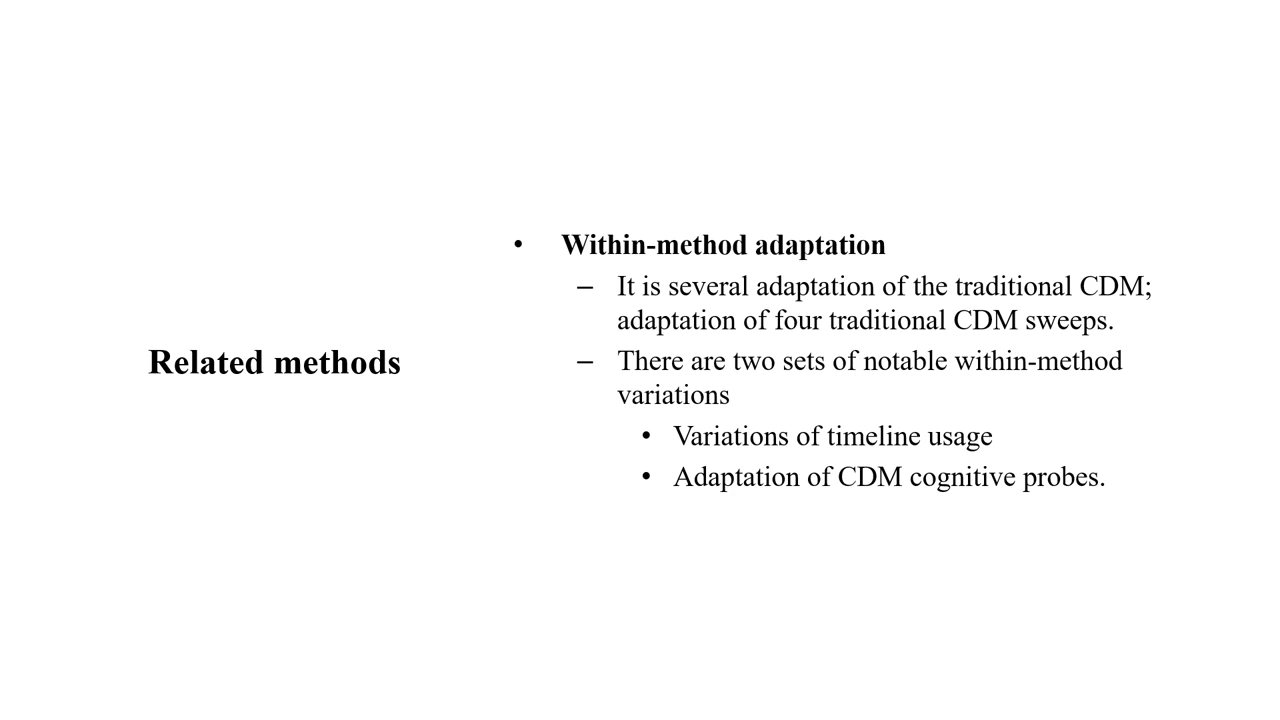 Related methods
• Within-method adaptation
– It is several adaptation of the traditional CDM;
adaptation of four traditional CDM sweeps.
– There are two sets of notable within-method
variations
• Variations of timeline usage
• Adaptation of CDM cognitive probes.